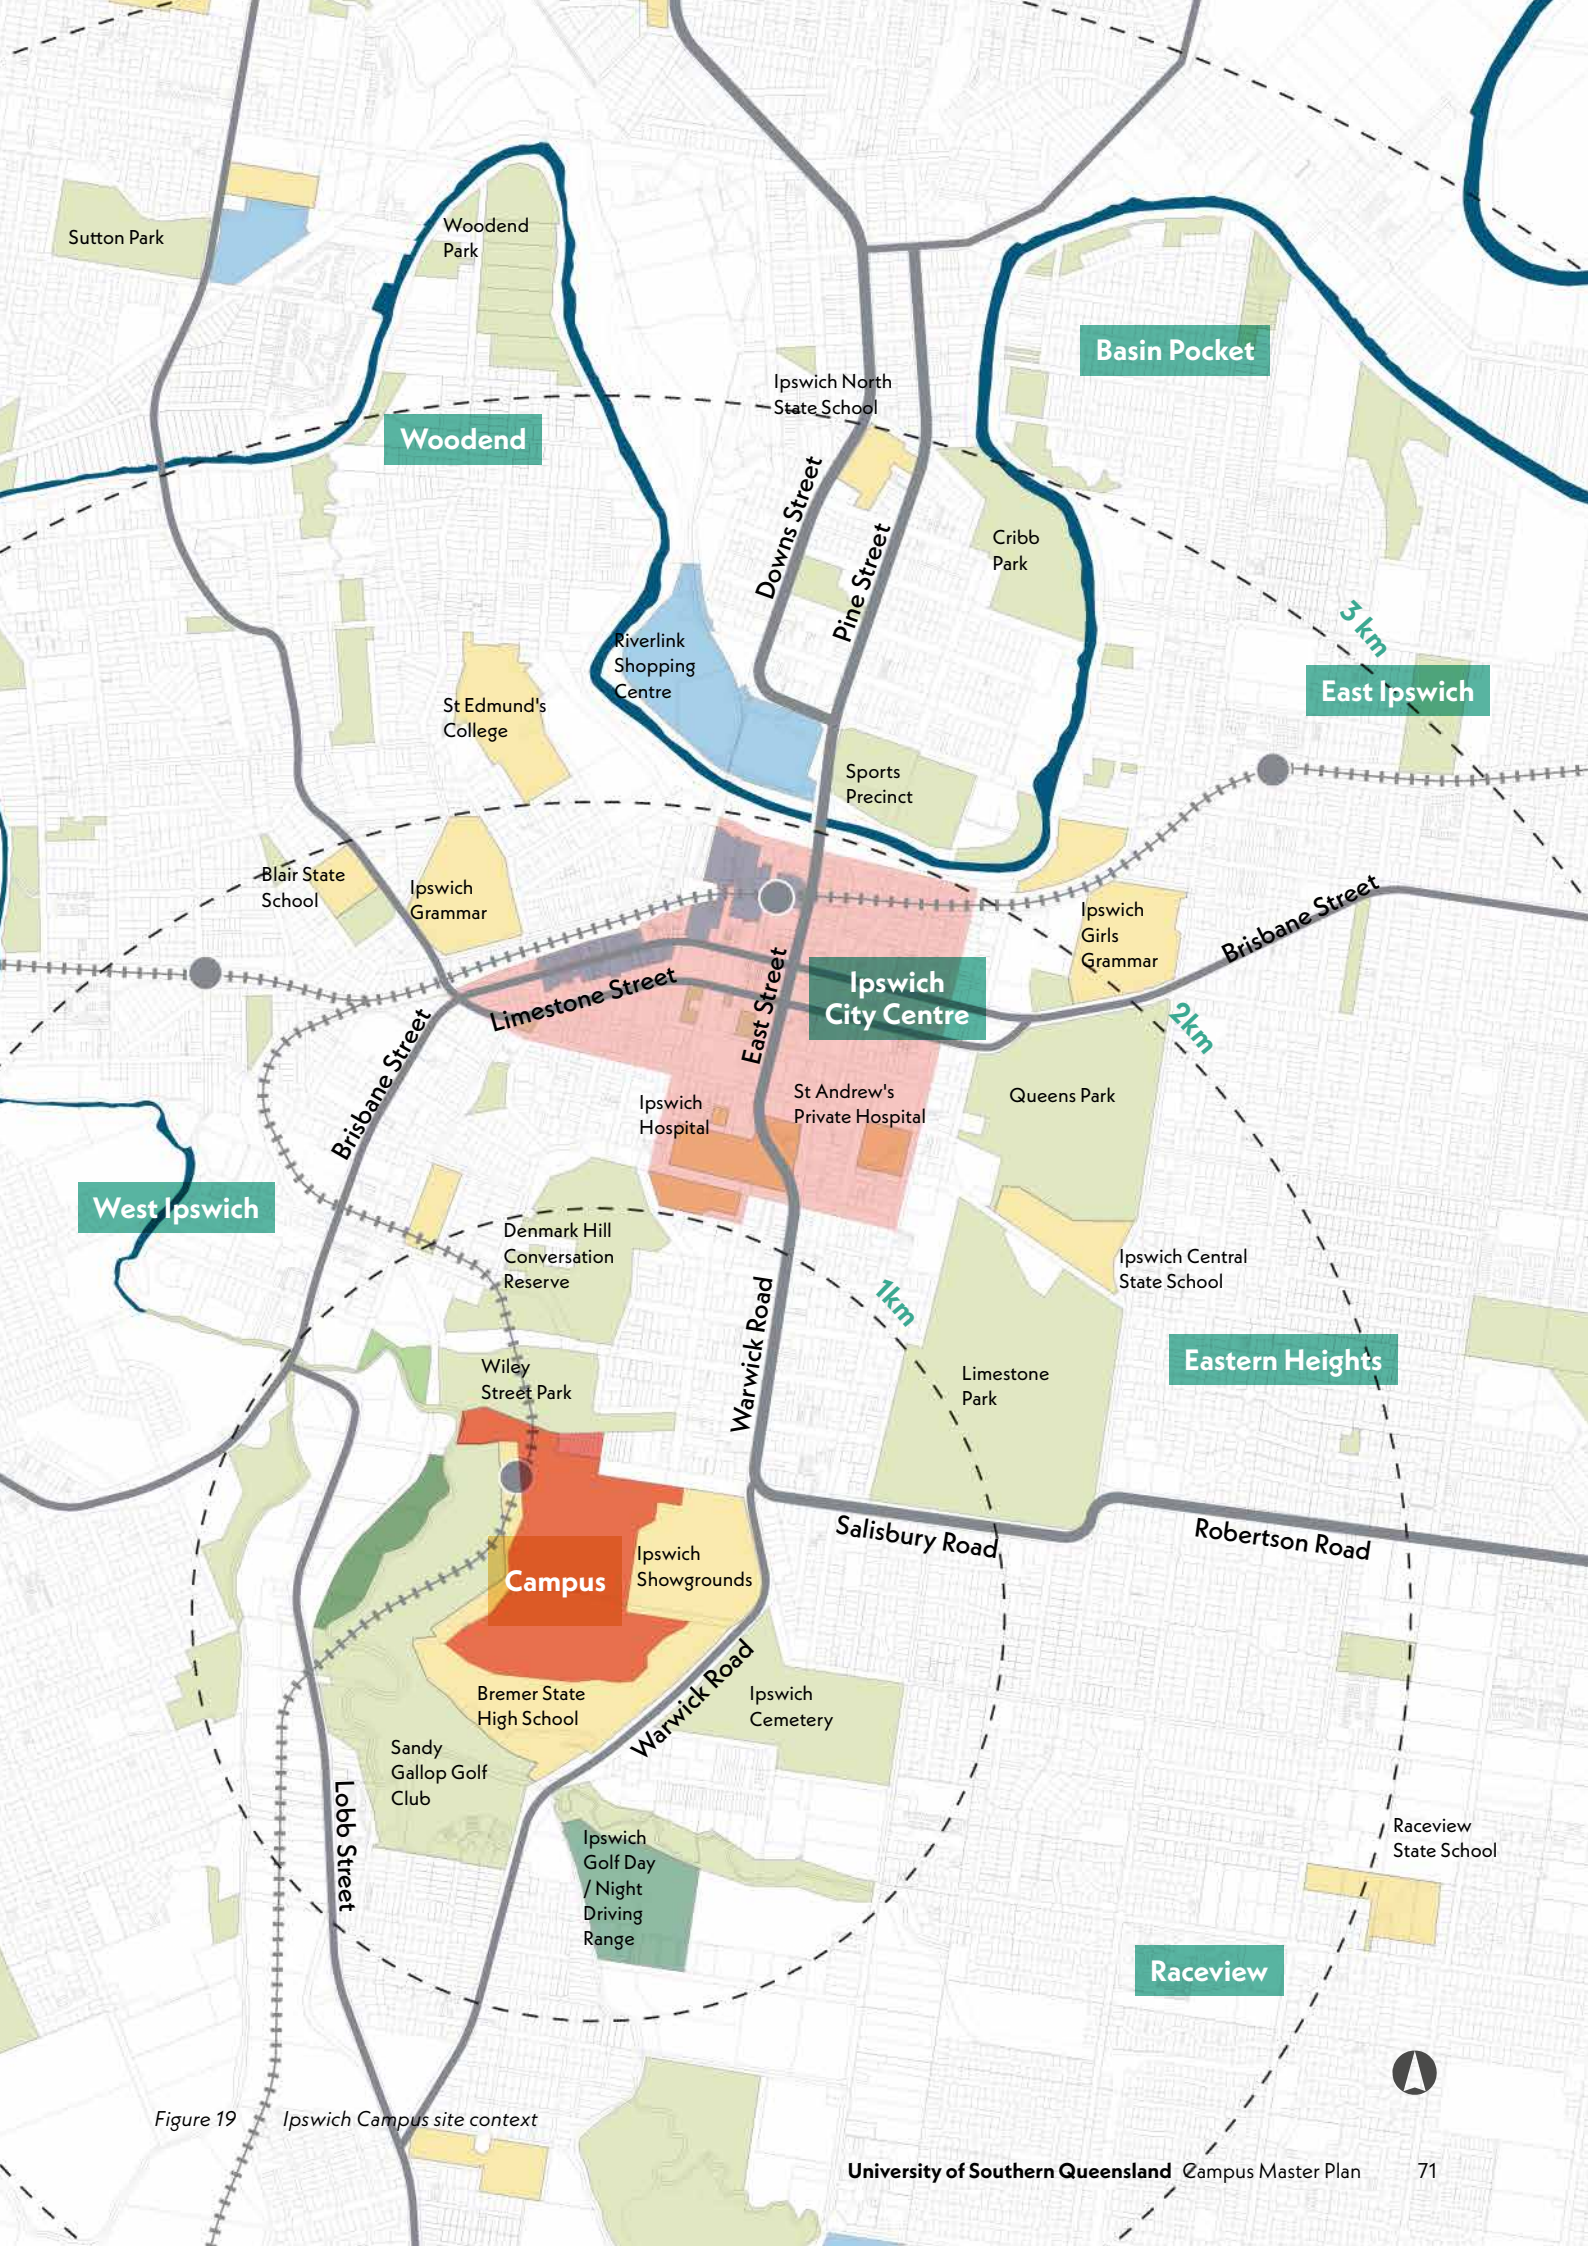 Sutton Park
Woodend
Park
Basin Pocket
Ipswich North
State School
Woodend
Downs Street
Pine Street
Cribb
Park
3 km
Riverlink
Shopping
Centre
East Ipswich
St Edmund's
College
Sports
Precinct
Blair State
School
Ipswich
Grammar
Ipswich
Girls
Grammar
Brisbane Street
Limestone Street
East Street
Ipswich
City Centre
2km
Brisbane Street
Ipswich
Hospital
St Andrew's
Private Hospital
Queens Park
West Ipswich
Denmark Hill
Conversation
Reserve
Ipswich Central
State School
1km
Warwick Road
Wiley
Street Park
Limestone
Park
Eastern Heights
Salisbury Road
Robertson Road
Campus
Ipswich
Showgrounds
Bremer State
High School
Warwick Road
Ipswich
Cemetery
Sandy
Gallop Golf
Club
Lobb Street
Ipswich
Golf Day
/ Night
Driving
Range
Raceview
State School
Raceview
Figure 19 Ipswich Campus site context
University of Southern Queensland Campus Master Plan 71